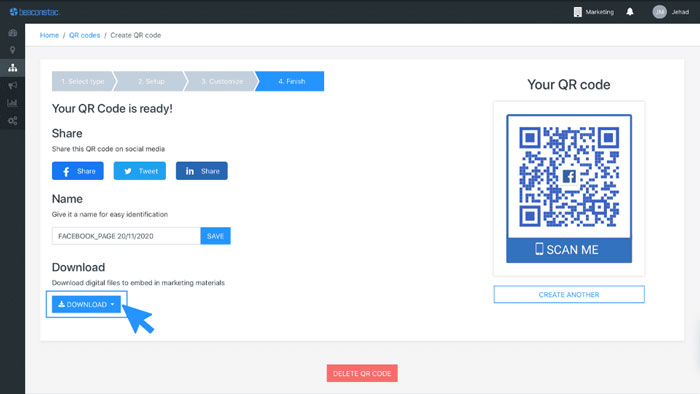 beaconstac
Marketing
JM
Jehad
Home / QR codes / Create QR code
1. Select type
2. Setup
3. Customize
4. Finish
Your QR Code is ready!
Share
Share this QR code on social media
Share
Tweet
Share
Name
Give it a name for easy identification
FACEBOOK_PAGE 20/11/2020
SAVE
Download
Download digital files to embed in marketing materials
DOWNLOAD
Your QR code
SCAN ME
CREATE ANOTHER
DELETE QR CODE